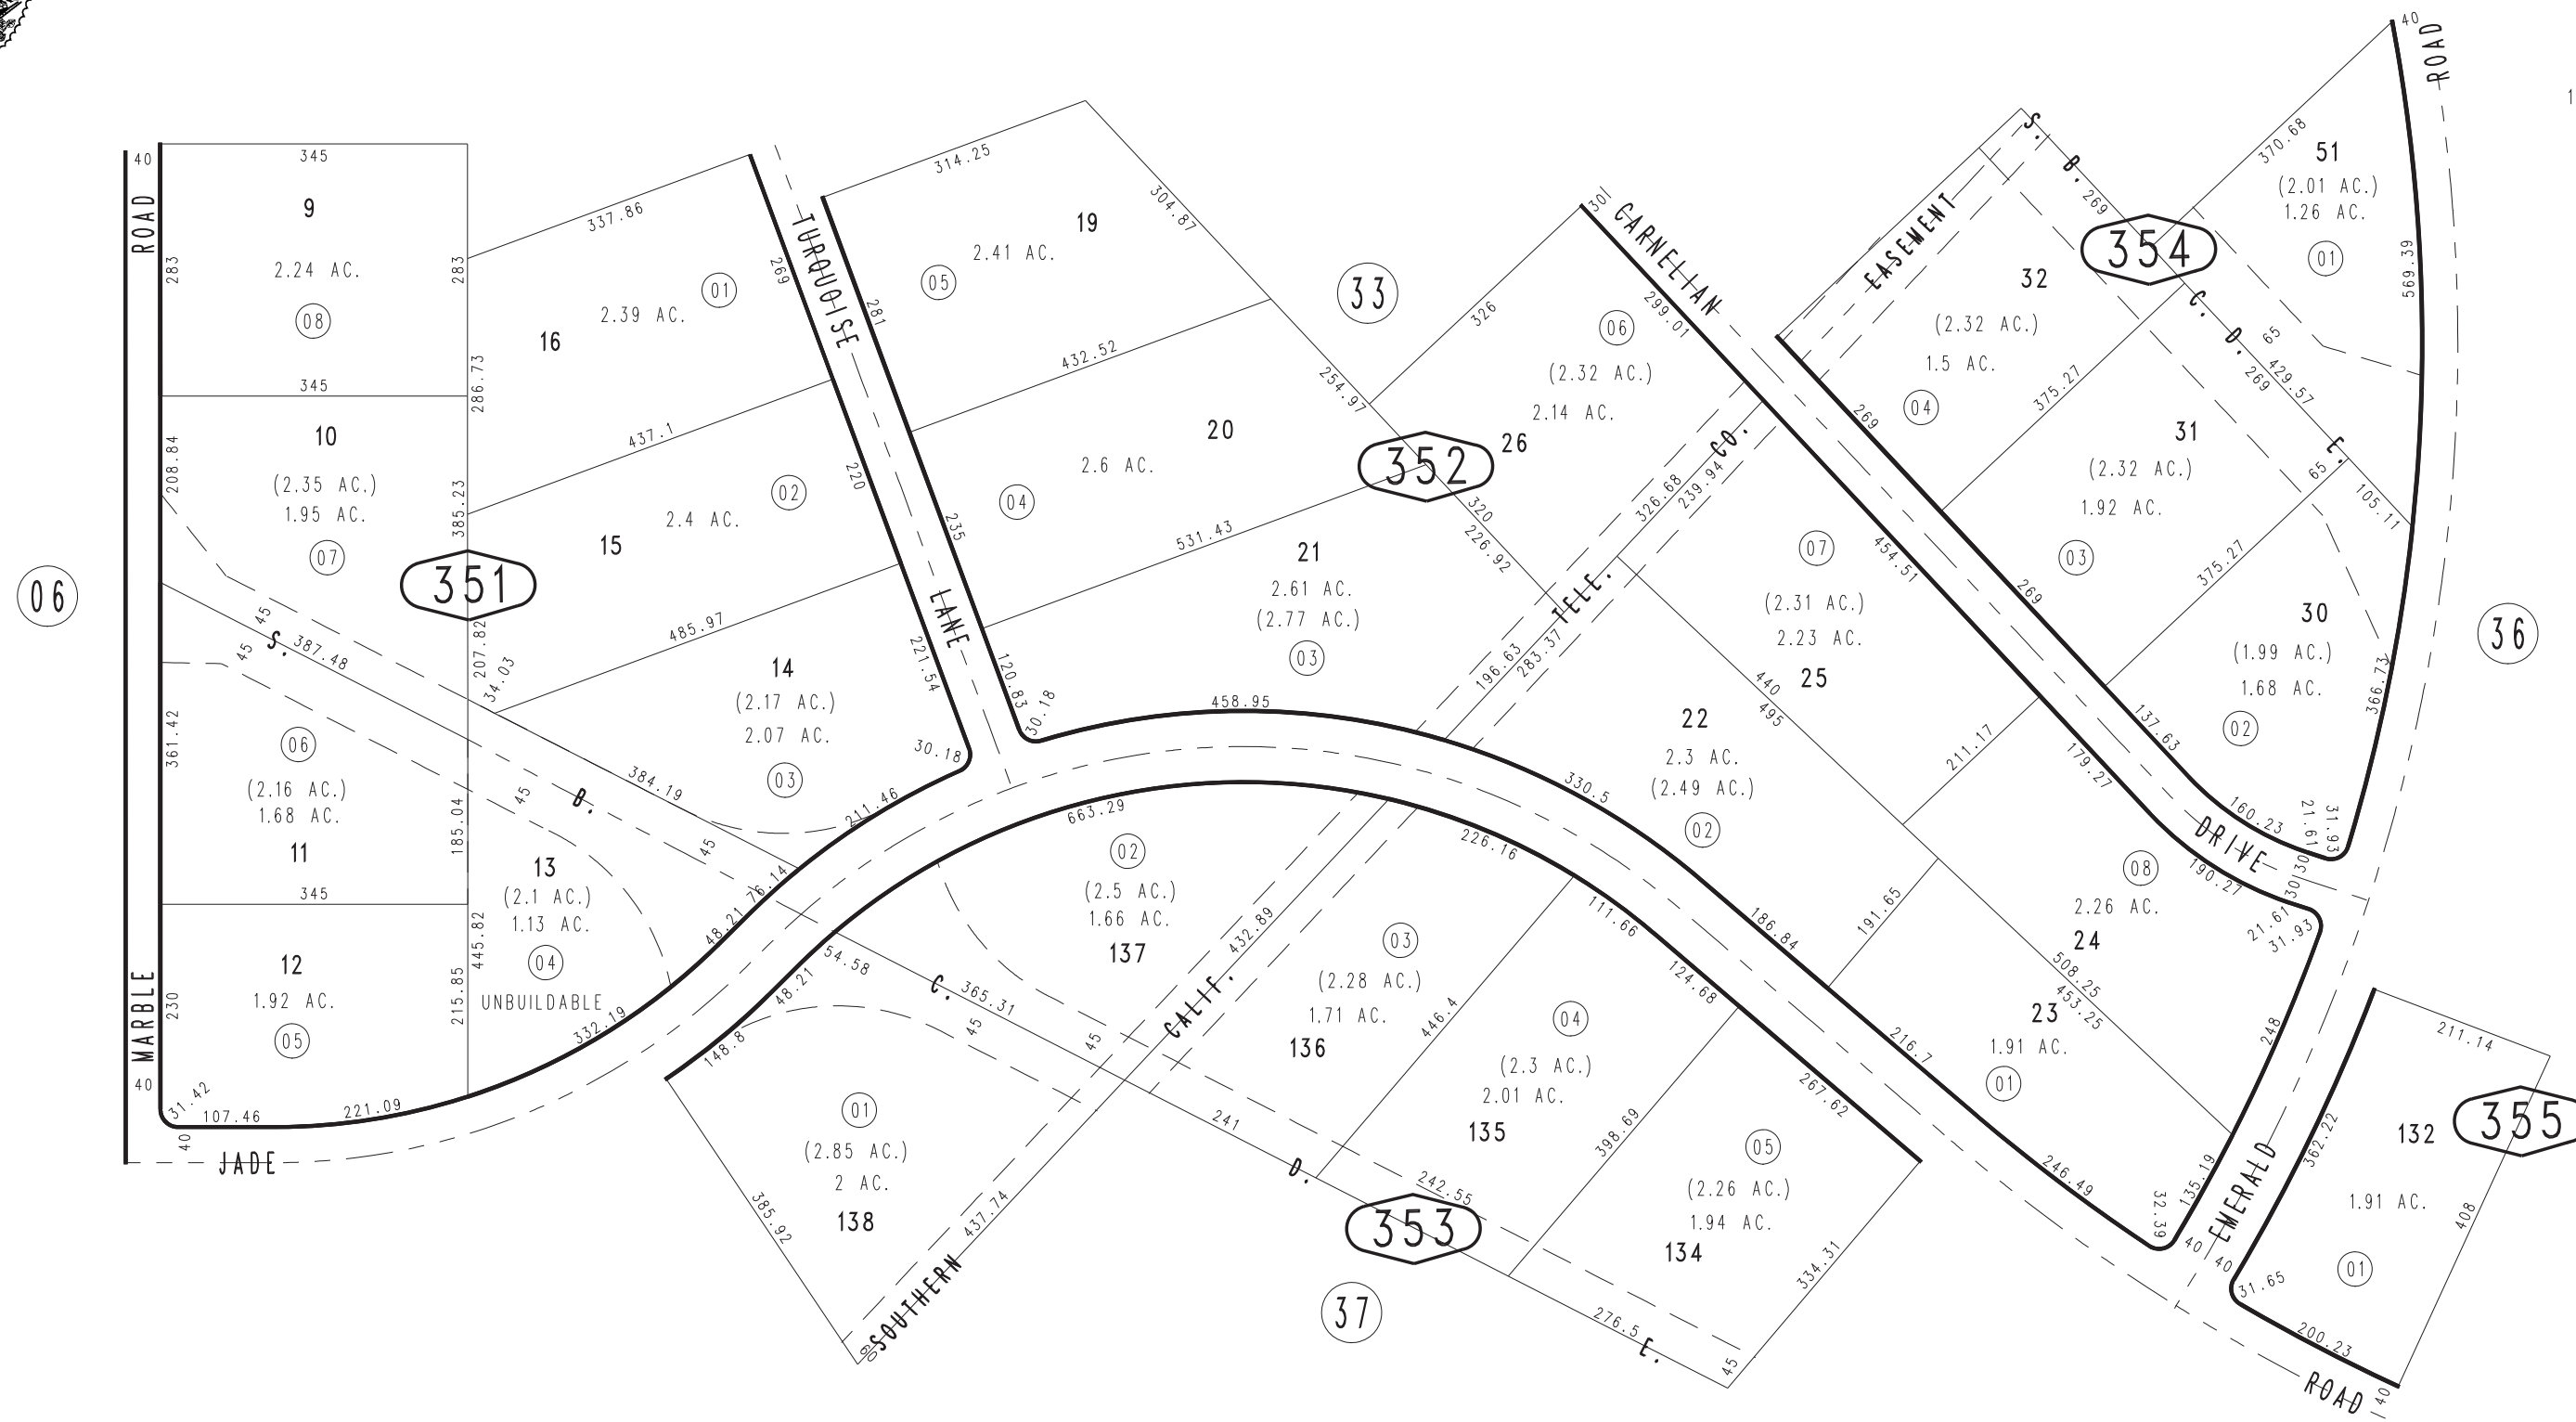 40
ROAD
345
9
2.24 AC.
08
283
283
345
10
(2.35 AC.)
1.95 AC.
07
208.84
286.73
385.23
351
06
45
45
S.
387.48
207.82
34.03
361.42
06
(2.16 AC.)
1.68 AC.
11
345
185.04
445.82
12
1.92 AC.
05
230
215.85
MARBLE
40
31.42
107.46
221.09
40
JADE
337.86
16
2.39 AC.
01
269
437.1
15
2.4 AC.
02
220
485.97
14
(2.17 AC.)
2.07 AC.
03
221.54
30.18
384.19
211.46
B.
45
45
76.14
48.21
13
(2.1 AC.)
1.13 AC.
04
UNBUILDABLE
332.19
TURQUOISE
LANE
314.25
19
2.41 AC.
05
281
304.87
432.52
20
2.6 AC.
04
235
254.97
33
352
531.43
21
2.61 AC.
(2.77 AC.)
03
120.83
30.18
458.95
320
226.92
196.63
283.37
TELE.
CO.
326.68
239.94
326
30
CARNELIAN
299.01
06
(2.32 AC.)
2.14 AC.
26
07
(2.31 AC.)
2.23 AC.
25
454.51
440
495
211.17
179.27
22
2.3 AC.
(2.49 AC.)
02
330.5
186.84
191.65
08
2.26 AC.
24
190.27
21.61
31.93
508.25
453.25
23
1.91 AC.
01
216.7
248
246.49
135.19
32.39
EASEMENT
S.
B.
269
354
C.
D.
E.
32
(2.32 AC.)
1.5 AC.
04
269
375.27
31
(2.32 AC.)
1.92 AC.
03
269
375.27
65
65
269
429.57
105.11
30
(1.99 AC.)
1.68 AC.
02
137.63
160.23
21.61
31.93
30
30
366.73
DRIVE
40
ROAD
370.68
51
(2.01 AC.)
1.26 AC.
01
569.39
36
663.29
02
(2.5 AC.)
1.66 AC.
137
54.58
48.21
148.8
C.
365.31
45
45
CALIF.
432.89
01
(2.85 AC.)
2 AC.
138
385.92
437.74
SOUTHERN
60
226.16
03
(2.28 AC.)
1.71 AC.
136
446.4
241
D.
111.66
04
(2.3 AC.)
2.01 AC.
135
124.68
398.69
242.55
353
37
267.62
05
(2.26 AC.)
1.94 AC.
134
334.31
276.5
E.
45
40
40
EMERALD
211.14
132
355
362.22
1.91 AC.
408
01
31.65
200.23
ROAD
40